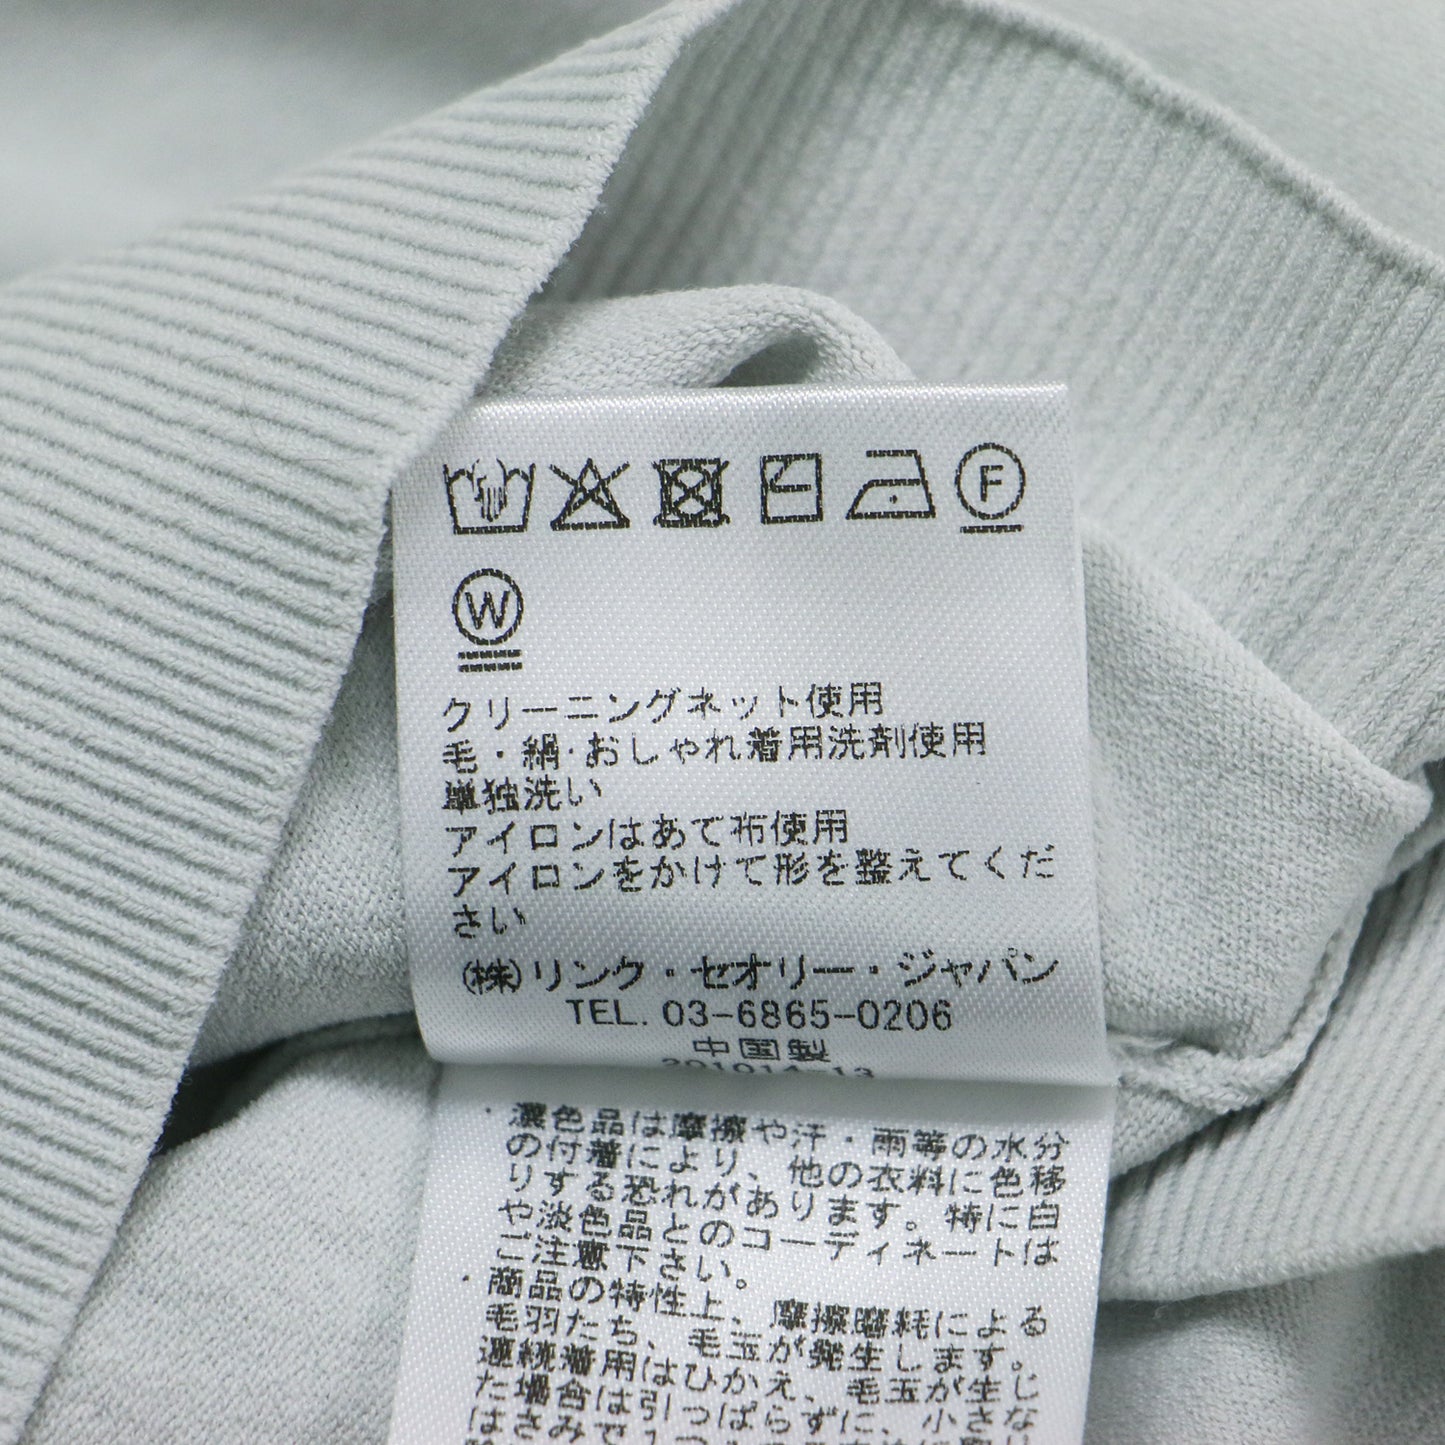 F
W
クリーニングネット使用
毛・絹・おしゃれ着用洗剤使用
単独洗い
アイロンはあて布使用
アイロンをかけて形を整えてくだ
さい
(株)リンク・セオリー・ジャパン
TEL. 03-6865-0206
中国製
201014-13
・濃色品は摩擦や汗・雨等の水分
の付着により、他の衣料に色移
りする恐れがあります。特に白
や淡色品とのコーディネートは
ご注意下さい。
・商品の特性上、摩擦磨耗による
毛羽たち、毛玉が発生します。
連続着用はひかえ、毛玉が生じ
た場合は引っぱらずに、小さな
はさみで1つ